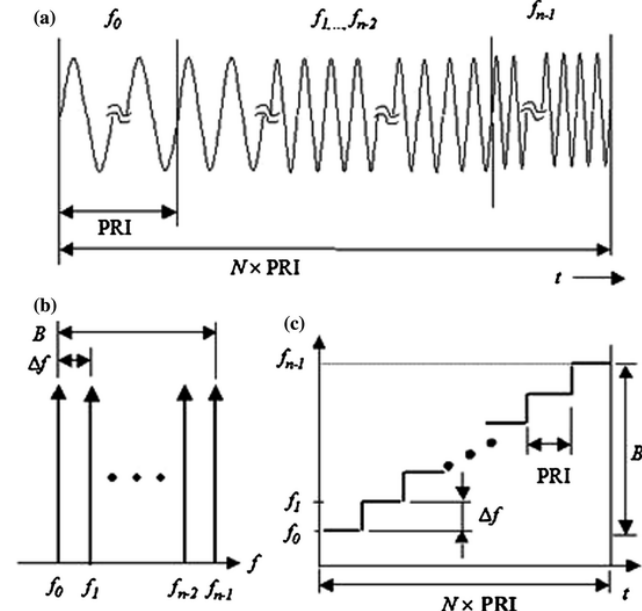 (a) f0 f1,..., fn-2 fn-1
PRI
N × PRI
t
(b)
B
Δf
f
f0 f1 fn-2 fn-1
(c)
fn-1
B
PRI
f1
Δf
f0
t
N × PRI